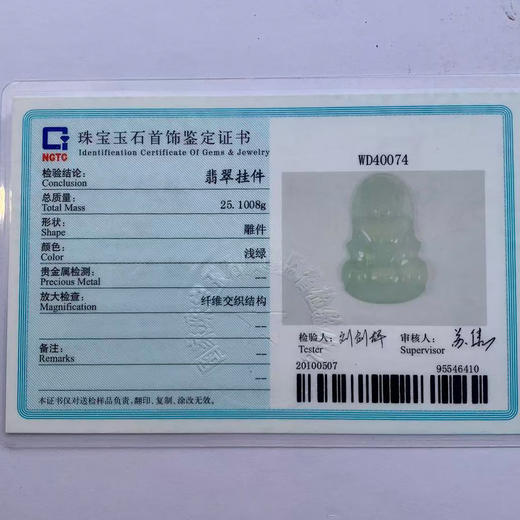 NGTC
珠宝玉石首饰鉴定证书
Identification Certificate Of Gems & Jewelry
检验结论: 翡翠挂件
Conclusion
总质量: 25.1008g
Total Mass
形状: 雕件
Shape
颜色: 浅绿
Color
贵金属检测: ---
Precious Metal
放大检查: 纤维交织结构
Magnification
---
备注: ---
Remarks
---
本证书仅对送检样品负责,翻印、复制、涂改无效。
WD40074
检验人: 审核人:
Tester Supervisor
20100507 95546410